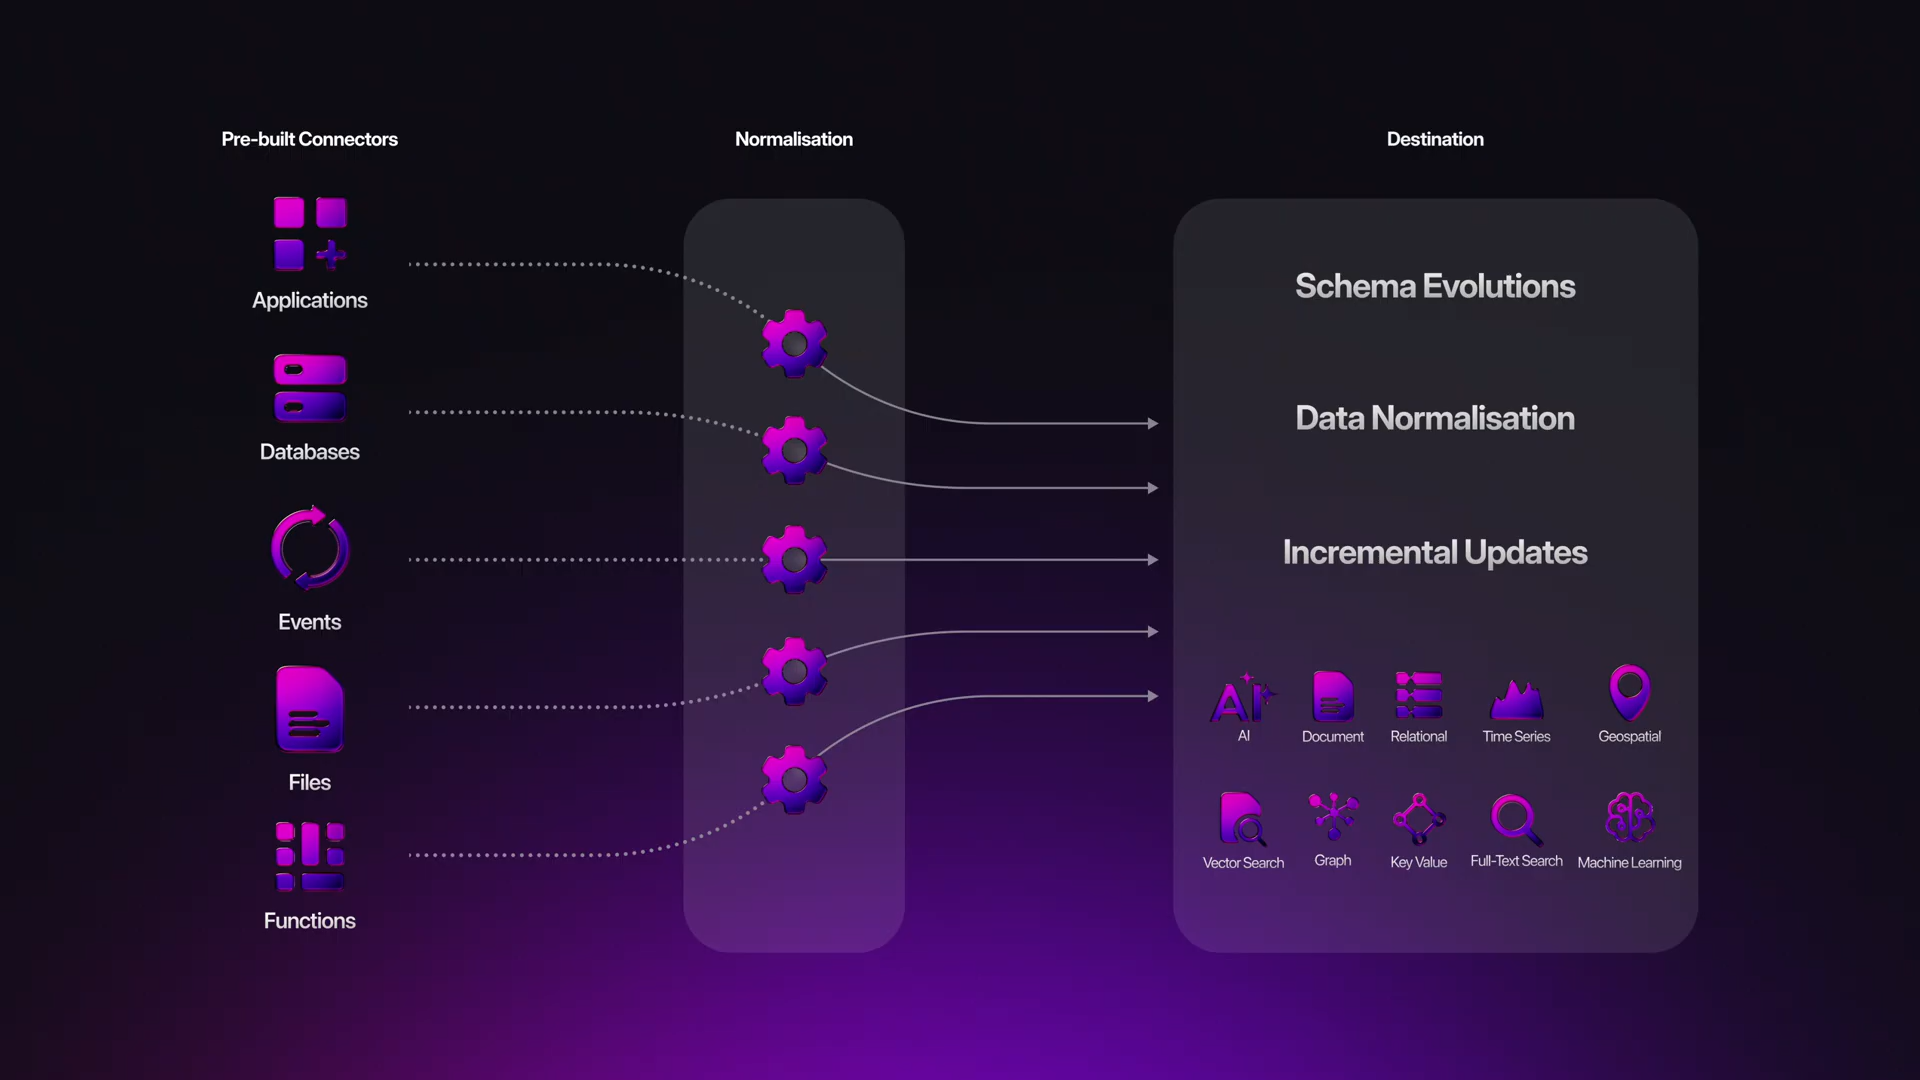 Pre-built Connectors
Normalisation
Destination
Applications
Databases
Events
Files
Functions
Schema Evolutions
Data Normalisation
Incremental Updates
AI
AI
Document
Relational
Time Series
Geospatial
Vector Search
Graph
Key Value
Full-Text Search
Machine Learning